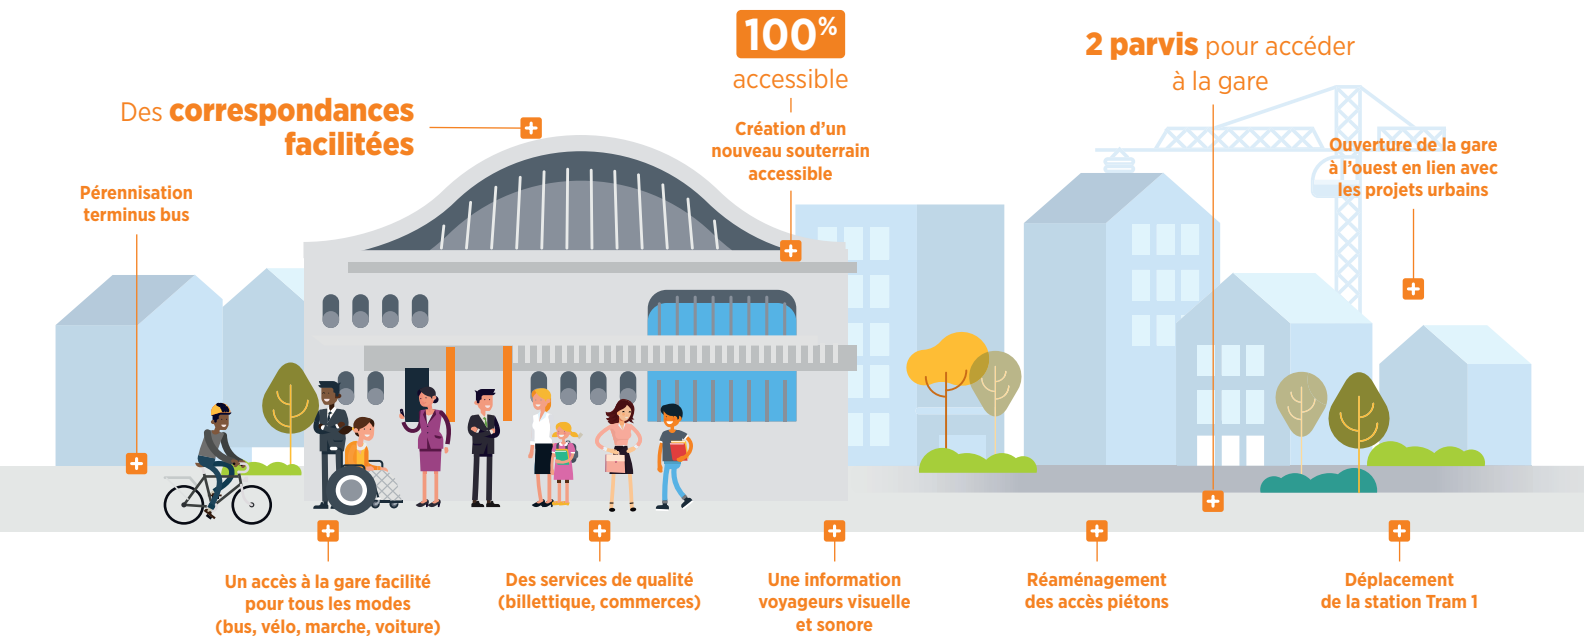 100%
accessible
Création d’un
nouveau souterrain
accessible
2 parvis pour accéder
à la gare
Des correspondances
facilitées
Ouverture de la gare
à l’ouest en lien avec
les projets urbains
Pérennisation
terminus bus
Un accès à la gare facilité
pour tous les modes
(bus, vélo, marche, voiture)
Des services de qualité
(billettique, commerces)
Une information
voyageurs visuelle
et sonore
Réaménagement
des accès piétons
Déplacement
de la station Tram 1